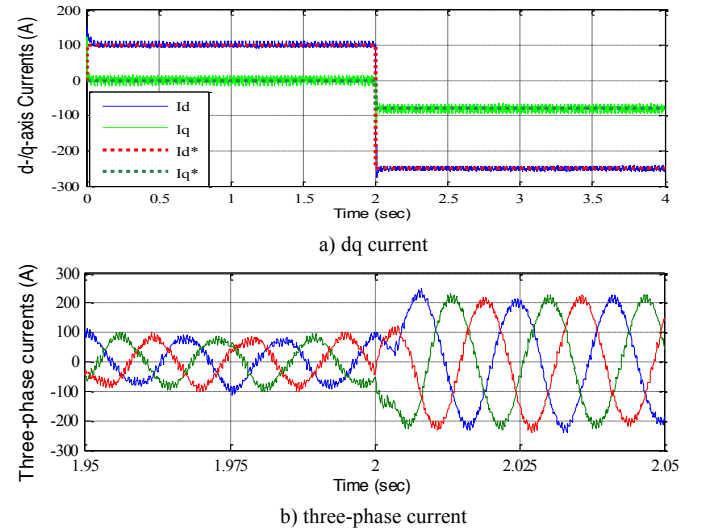 d-/q-axis Currents (A)
200
100
0
-100
-200
-300
Id
Iq
Id*
Iq*
0 0.5 1 1.5 2 2.5 3 3.5 4
Time (sec)
a) dq current
Three-phase currents (A)
300
200
100
0
-100
-200
-300
1.95 1.975 2 2.025 2.05
Time (sec)
b) three-phase current